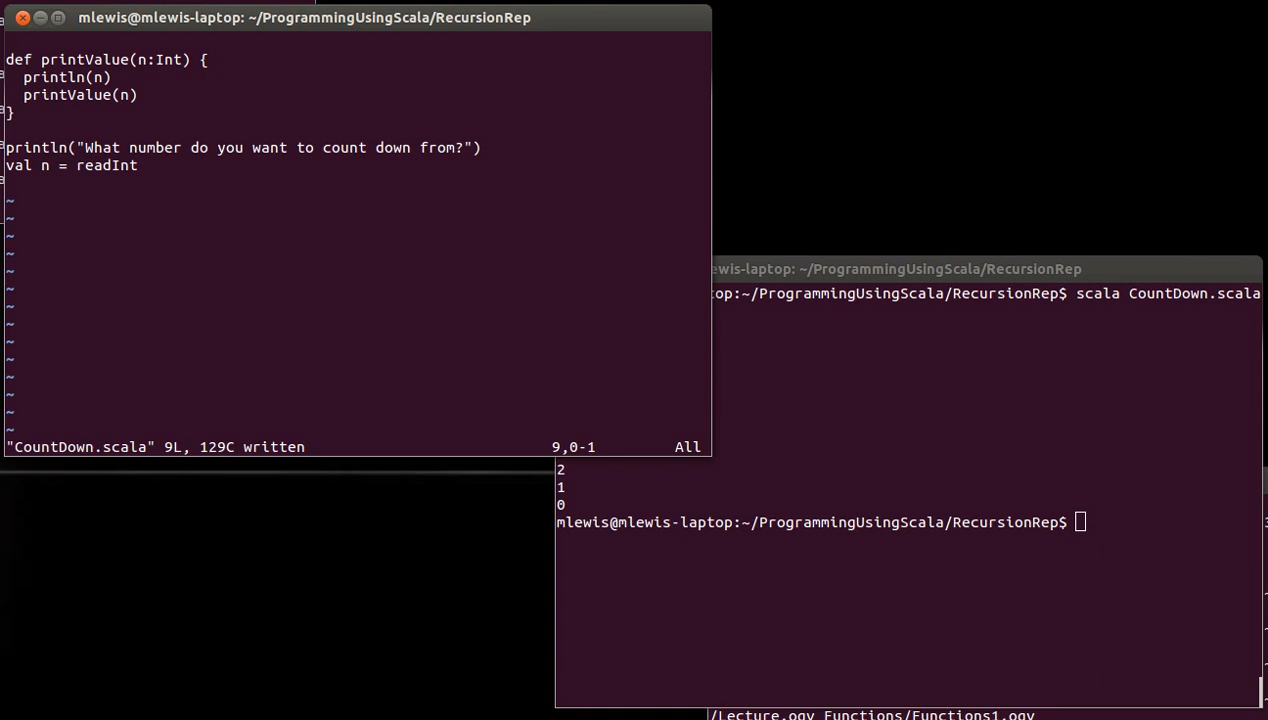 mlewis@mlewis-laptop: ~/ProgrammingUsingScala/RecursionRep
def printValue(n:Int) {
  println(n)
  printValue(n)
}
println("What number do you want to count down from?")
val n = readInt
~
~
~
~
~
~
~
~
~
~
~
~
~
~
"CountDown.scala" 9L, 129C written 9,0-1 All
ewis-laptop: ~/ProgrammingUsingScala/RecursionRep
top:~/ProgrammingUsingScala/RecursionRep$ scala CountDown.scala
2
1
0
mlewis@mlewis-laptop:~/ProgrammingUsingScala/RecursionRep$
/Lecture.ogv Functions/Functions1.ogv